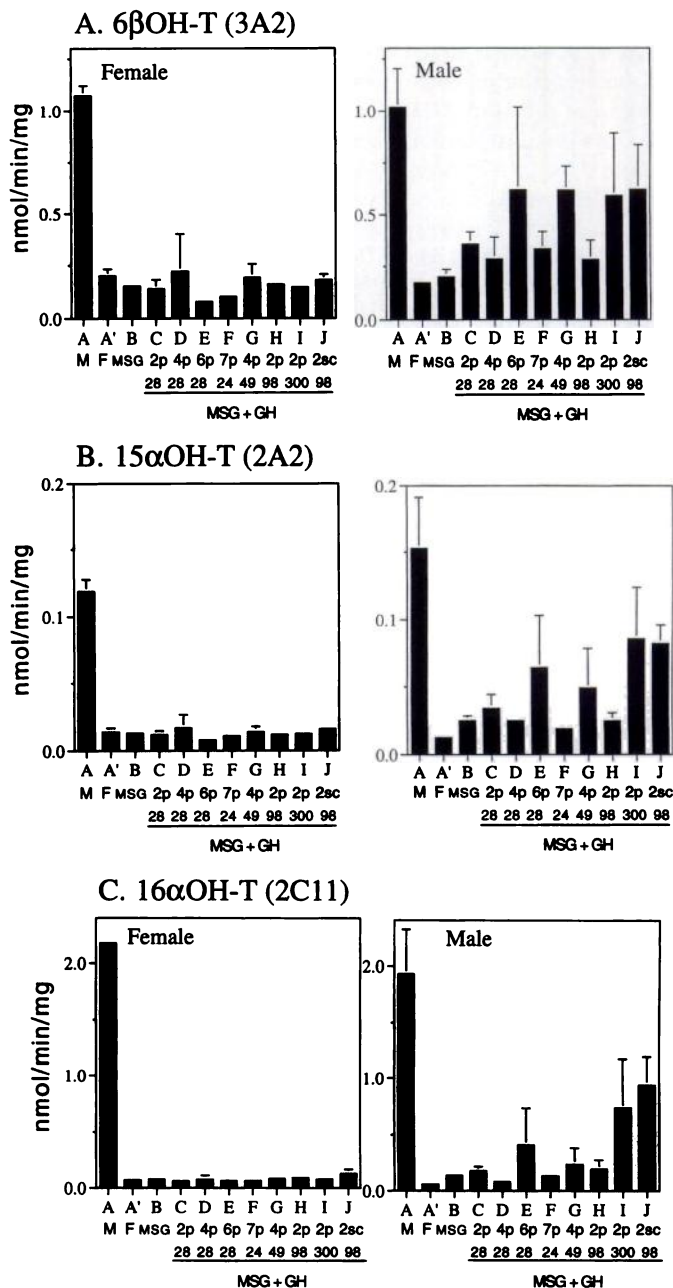 A. 6βOH-T (3A2)
Female
Male
nmol/min/mg
1.0
0.5
0.0
A A' B C D E F G H I J
M F MSG 2p 4p 6p 7p 4p 2p 2p 2sc
28 28 28 24 49 98 300 98
MSG + GH
1.0
0.5
0.0
A A' B C D E F G H I J
M F MSG 2p 4p 6p 7p 4p 2p 2p 2sc
28 28 28 24 49 98 300 98
MSG + GH
B. 15αOH-T (2A2)
nmol/min/mg
0.2
0.1
0.0
A A' B C D E F G H I J
M F MSG 2p 4p 6p 7p 4p 2p 2p 2sc
28 28 28 24 49 98 300 98
MSG + GH
0.2
0.1
0.0
A A' B C D E F G H I J
M F MSG 2p 4p 6p 7p 4p 2p 2p 2sc
28 28 28 24 49 98 300 98
MSG + GH
C. 16αOH-T (2C11)
Female
Male
nmol/min/mg
2.0
1.0
0.0
A A' B C D E F G H I J
M F MSG 2p 4p 6p 7p 4p 2p 2p 2sc
28 28 28 24 49 98 300 98
MSG + GH
2.0
1.0
0.0
A A' B C D E F G H I J
M F MSG 2p 4p 6p 7p 4p 2p 2p 2sc
28 28 28 24 49 98 300 98
MSG + GH